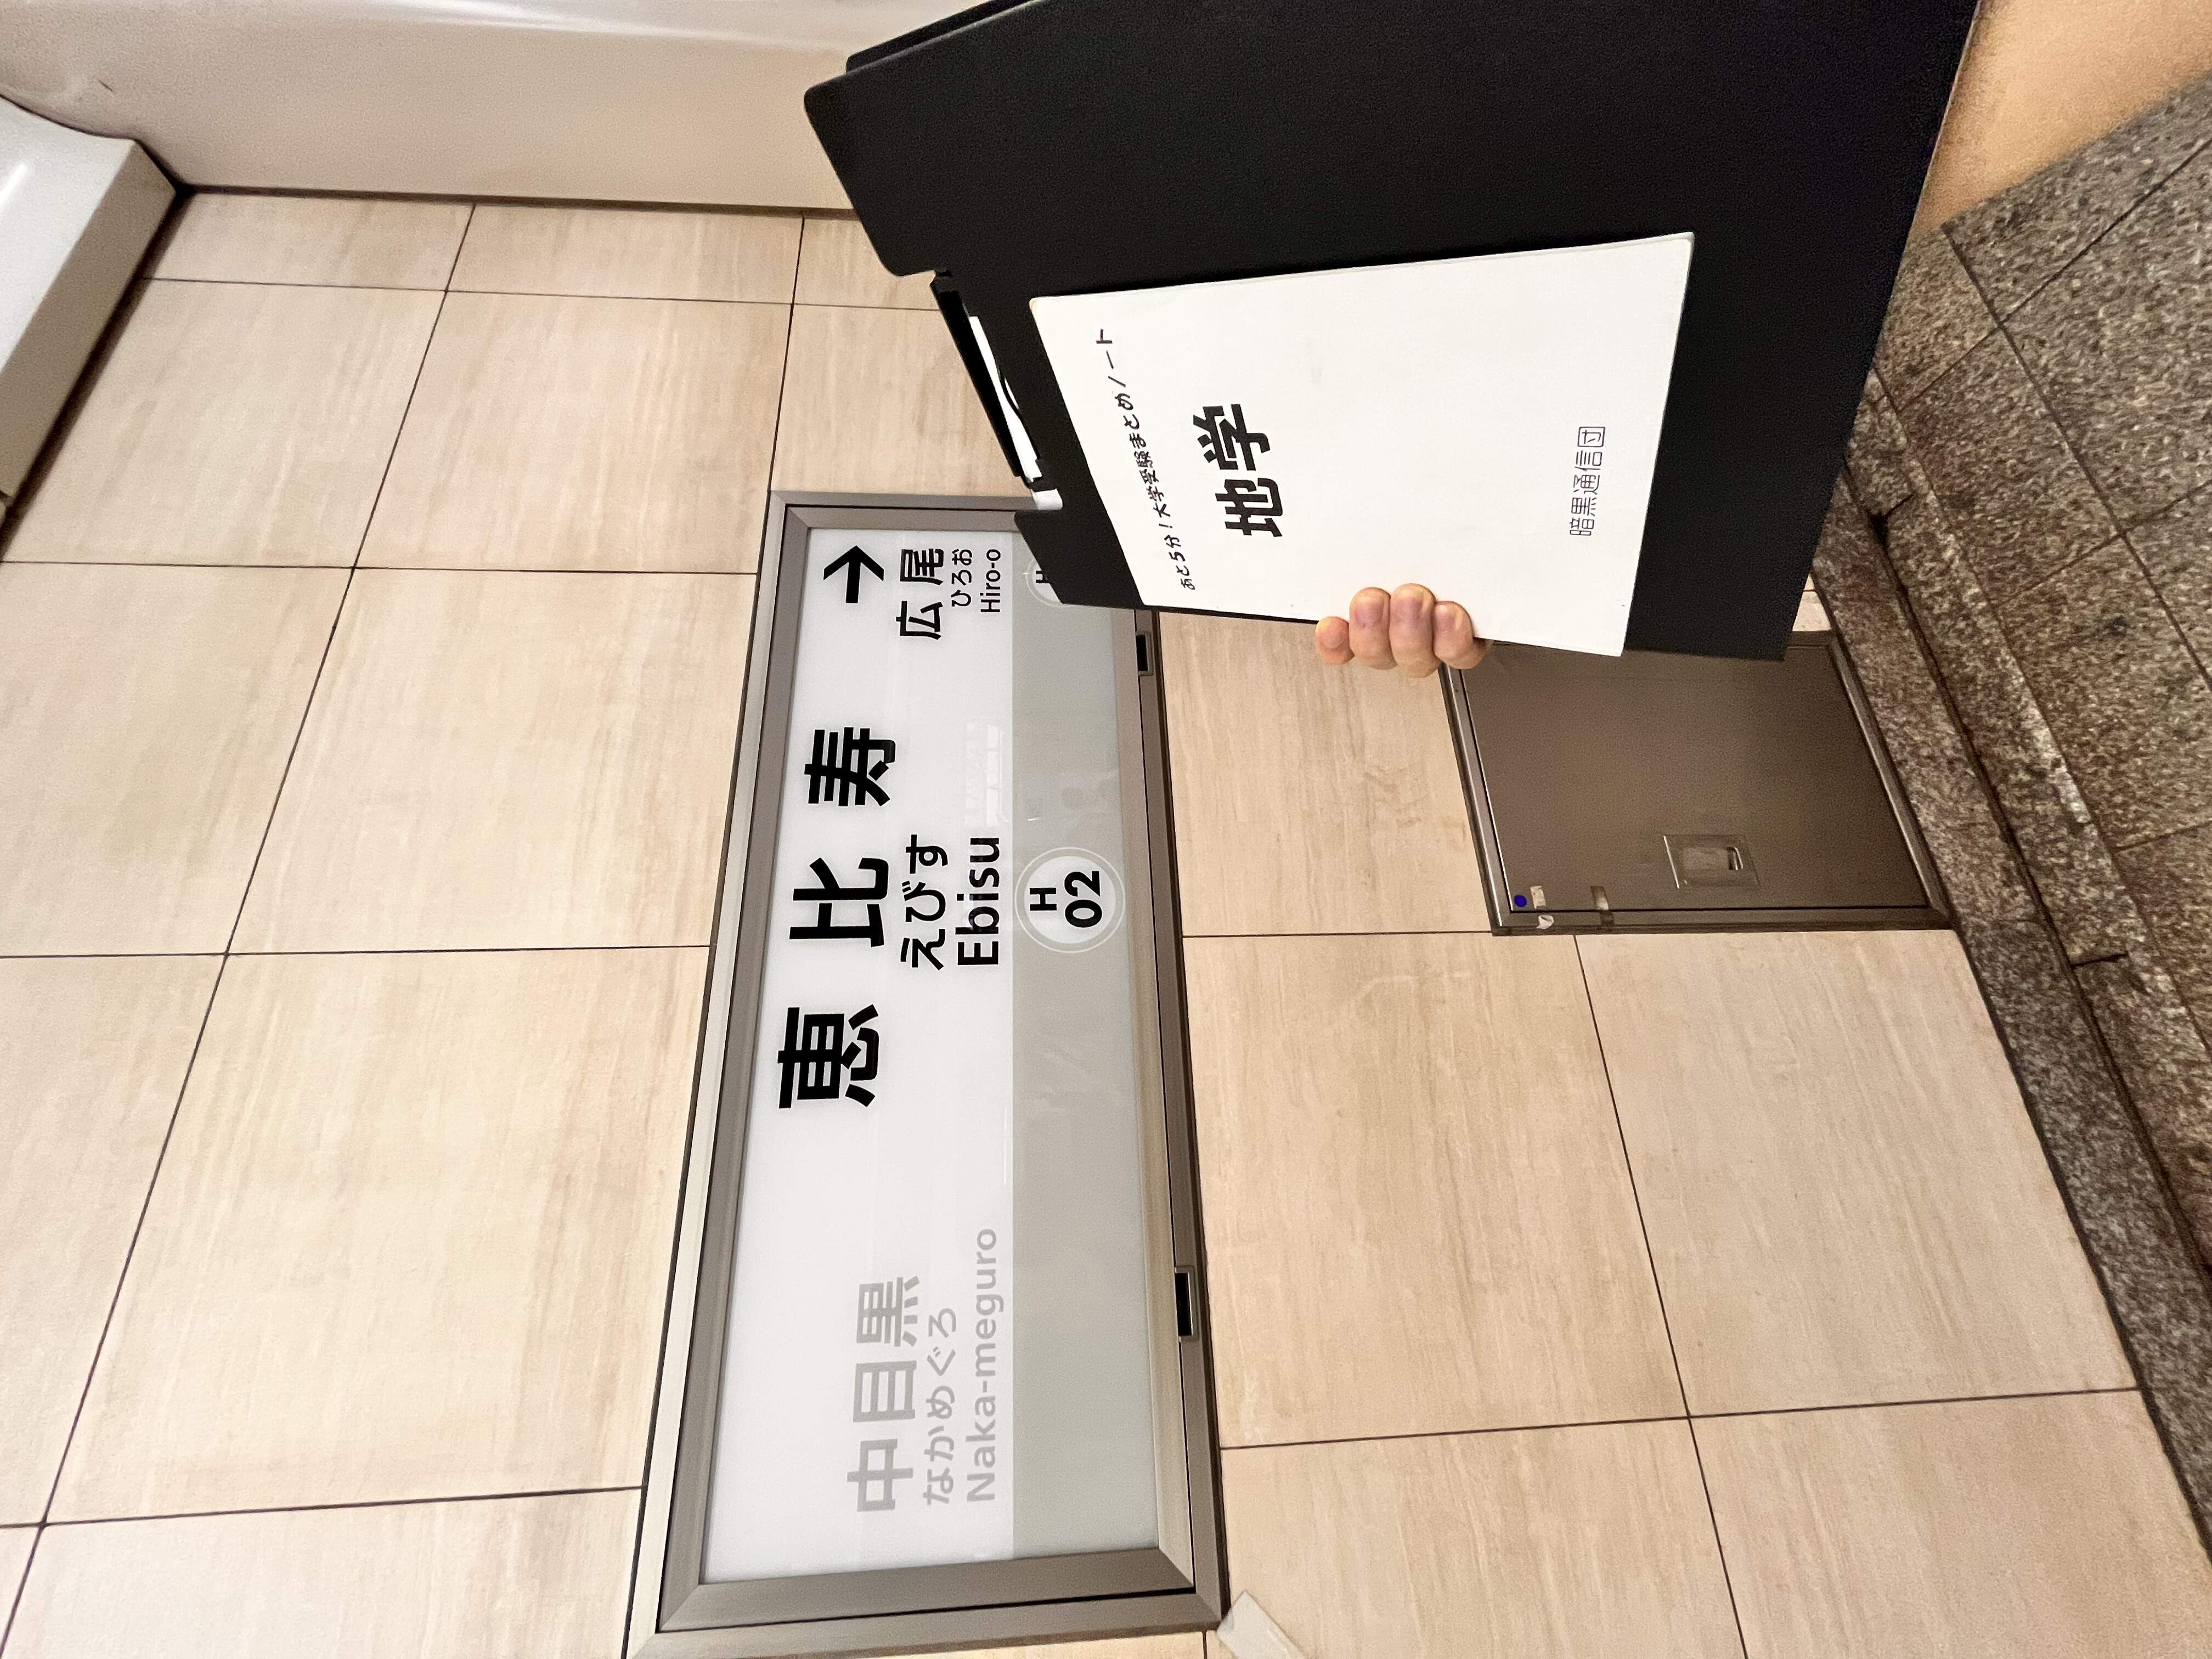 恵比寿
えびす
Ebisu
H
02
中目黒
なかめぐろ
Naka-meguro
→
広尾
ひろお
Hiro-o
H
あと5分!大学受験まとめノート
地学
暗黒通信団